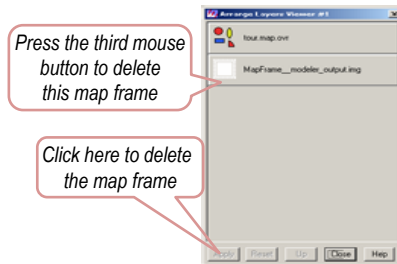 Arrange Layers Viewer #1
tour.map.ovr
Press the third mouse
button to delete
this map frame
MapFrame__modeler_output.img
Click here to delete
the map frame
Apply Reset Up Close Help